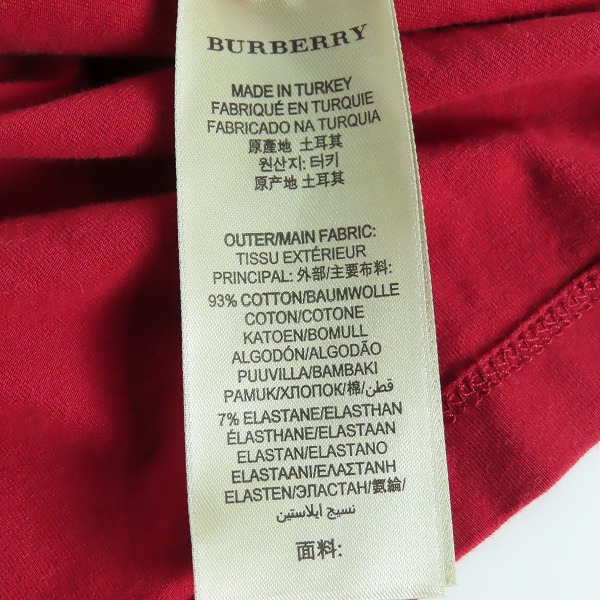 BURBERRY
MADE IN TURKEY
FABRIQUÉ EN TURQUIE
FABRICADO NA TURQUIA
原產地 土耳其
원산지: 터키
原产地 土耳其
OUTER/MAIN FABRIC:
TISSU EXTÉRIEUR
PRINCIPAL: 外部/主要布料:
93% COTTON/BAUMWOLLE
COTON/COTONE
KATOEN/BOMULL
ALGODÓN/ALGODÃO
PUUVILLA/BAMBAKI
PAMUK/ХЛОПОК/棉/قطن/
7% ELASTANE/ELASTHAN
ÉLASTHANE/ELASTAAN
ELASTAN/ELASTANO
ELASTAANI/ΕΛΑΣΤΑΝΗ
ELASTEN/ЭЛАСТАН/氨綸/
نسيج ايلاستين
面料: